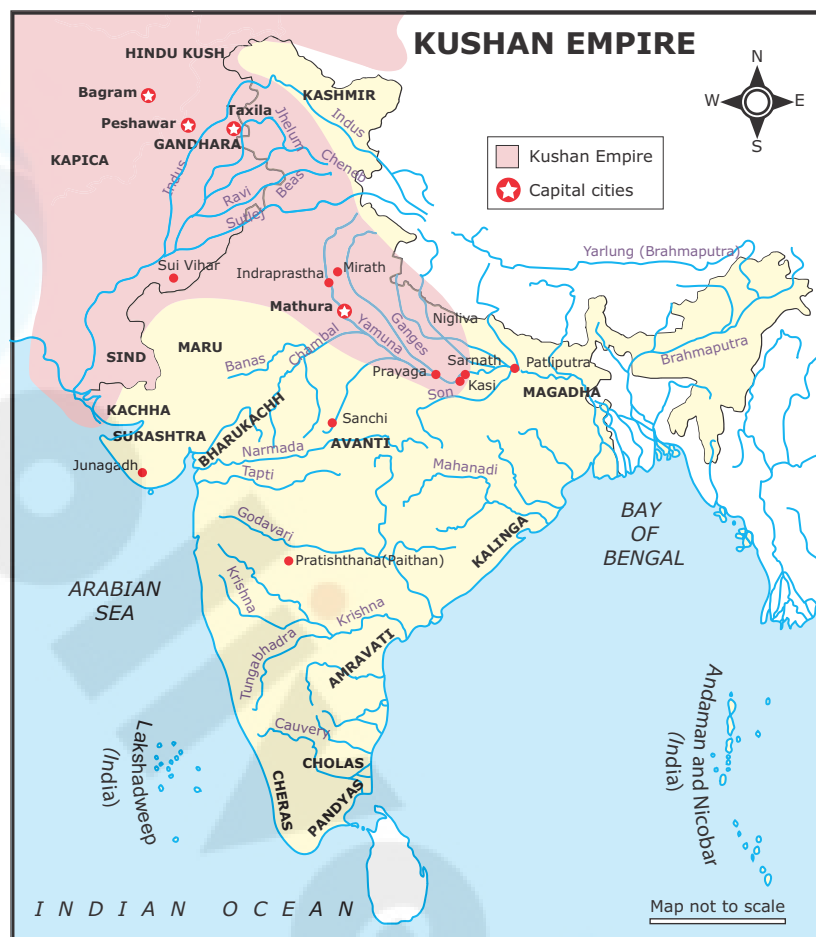 KUSHAN EMPIRE
HINDU KUSH
N
W
E
S
Bagram
KASHMIR
Taxila
Peshawar
GANDHARA
Jhelum
Indus
KAPICA
Cheneb
Kushan Empire
Capital cities
Indus
Ravi
Beas
Sutlej
Sui Vihar
Indraprastha
Mirath
Yarlung (Brahmaputra)
Mathura
Nigliva
Ganges
Yamuna
Chambal
Brahmaputra
SIND
MARU
Banas
Sarnath
Patliputra
Prayaga
Kasi
Son
MAGADHA
KACHHA
SURASHTRA
BHARUKACHH
Sanchi
AVANTI
Narmada
Junagadh
Tapti
Mahanadi
Godavari
KALINGA
BAY
OF
BENGAL
Pratishthana(Paithan)
ARABIAN
SEA
Krishna
Krishna
Tungabhadra
AMRAVATI
Cauvery
CHOLAS
CHERAS
PANDYAS
Lakshadweep
(India)
Andaman and Nicobar
(India)
INDIAN OCEAN
Map not to scale